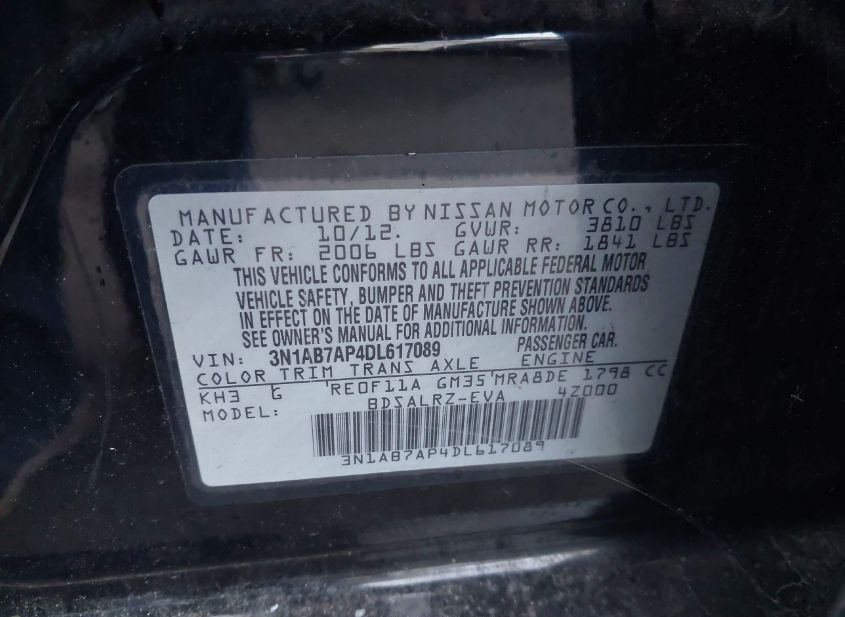 MANUFACTURED BY NISSAN MOTOR CO., LTD.
DATE: 10/12. GVWR: 3810 LBS
GAWR FR: 2006 LBS GAWR RR: 1841 LBS
THIS VEHICLE CONFORMS TO ALL APPLICABLE FEDERAL MOTOR
VEHICLE SAFETY, BUMPER AND THEFT PREVENTION STANDARDS
IN EFFECT ON THE DATE OF MANUFACTURE SHOWN ABOVE.
SEE OWNER'S MANUAL FOR ADDITIONAL INFORMATION.
VIN: 3N1AB7AP4DL617089 PASSENGER CAR.
COLOR TRIM TRANS AXLE ENGINE
KH3 G RE0F11A GM35 MRA8DE 1798 CC
MODEL: BDSALRZ-EVA 4Z000
3N1AB7AP4DL617089